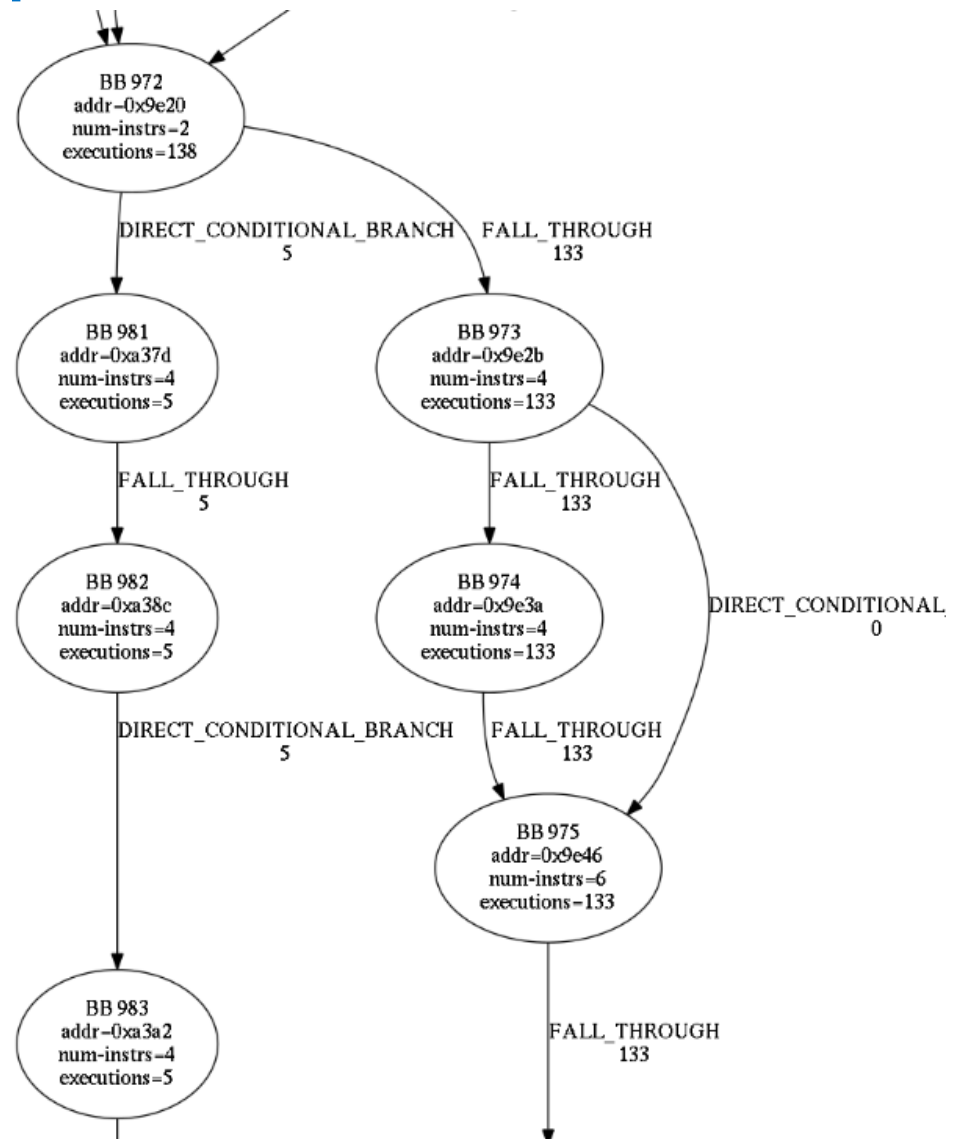 BB 972
addr=0x9e20
num-instrs=2
executions=138
DIRECT_CONDITIONAL_BRANCH
5
FALL_THROUGH
133
BB 981
addr=0xa37d
num-instrs=4
executions=5
BB 973
addr=0x9e2b
num-instrs=4
executions=133
FALL_THROUGH
5
FALL_THROUGH
133
BB 982
addr=0xa38c
num-instrs=4
executions=5
BB 974
addr=0x9e3a
num-instrs=4
executions=133
DIRECT_CONDITIONAL_
0
DIRECT_CONDITIONAL_BRANCH
5
FALL_THROUGH
133
BB 975
addr=0x9e46
num-instrs=6
executions=133
BB 983
addr=0xa3a2
num-instrs=4
executions=5
FALL_THROUGH
133